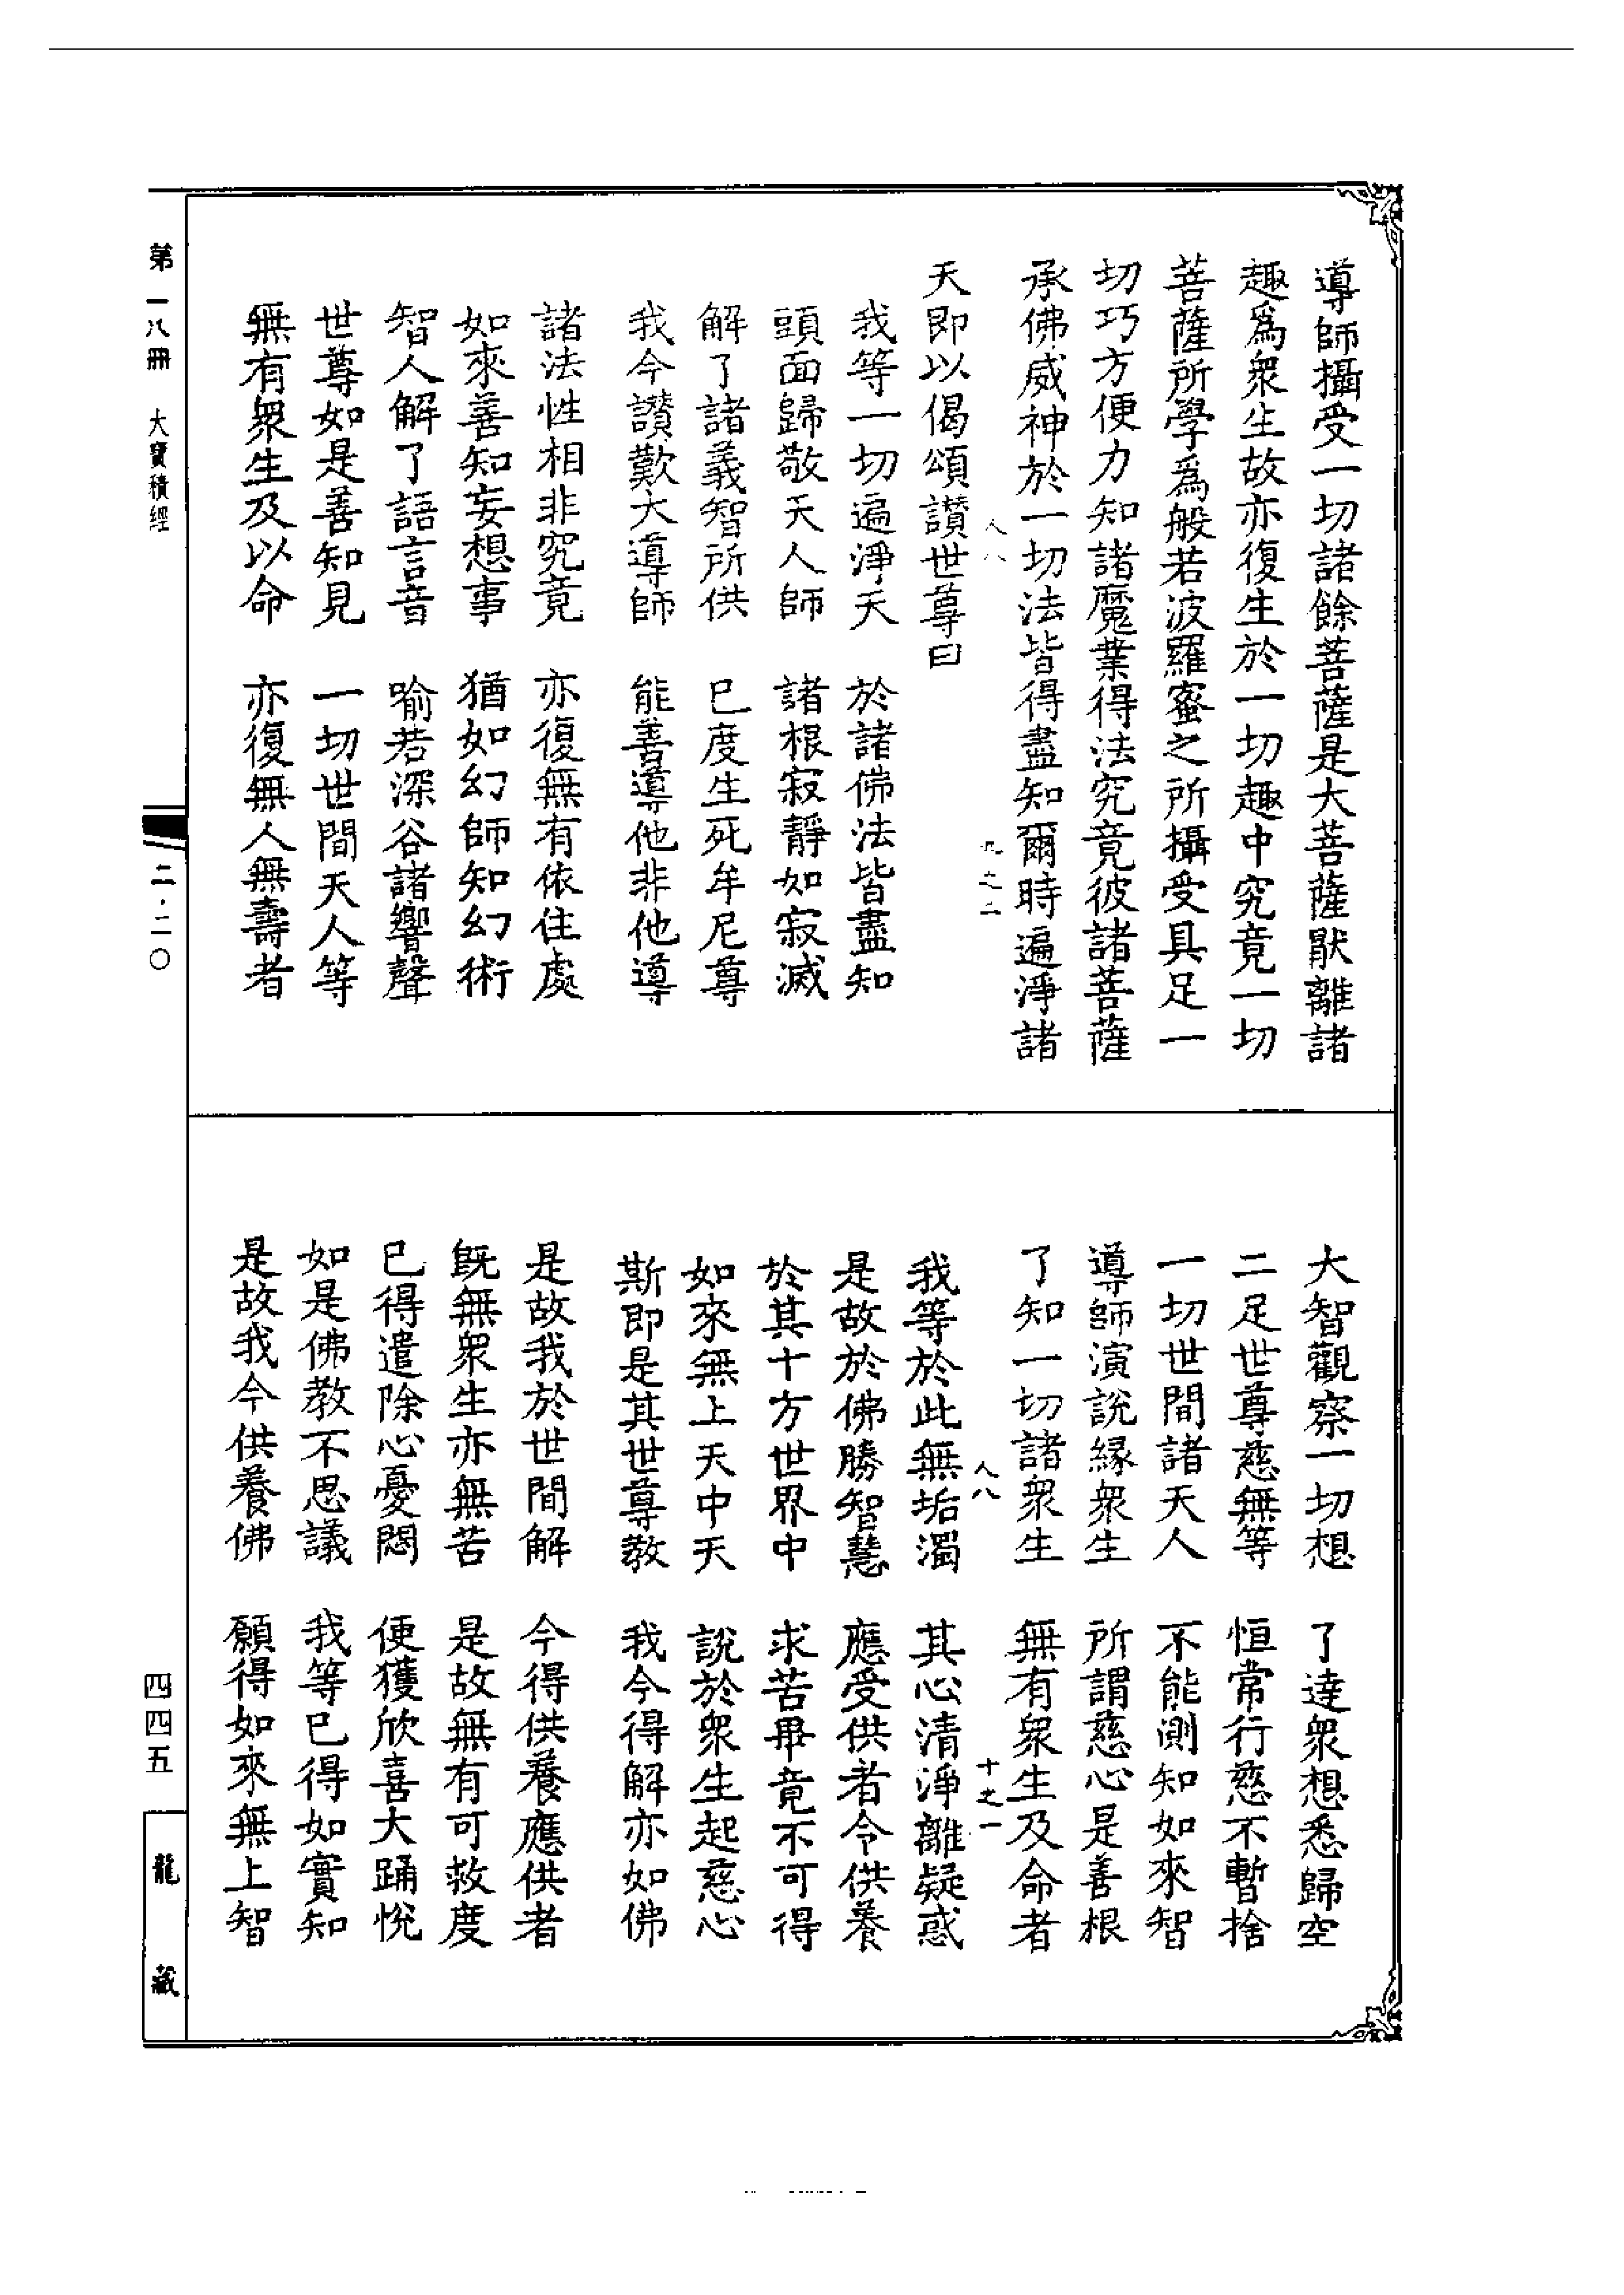 導師攝受一切諸餘菩薩是大菩薩厭離諸
趣爲衆生故亦復生於一切趣中究竟一切
菩薩所學爲般若波羅蜜之所攝受具足一
切巧方便力知諸魔業得法究竟彼諸菩薩
承佛威神於一切法皆得盡知爾時遍淨諸
天即以偈頌讃世尊曰
我等一切遍淨天　於諸佛法皆盡知
頭面歸敬天人師　諸根寂靜如寂滅
解了諸義智所供　已度生死牟尼尊
我今讃歎大導師　能善導他非他導
諸法性相非究竟　亦復無有依住處
如來善知妄想事　猶如幻師知幻術
智人解了語言音　喻若深谷諸響聲
世尊如是善知見　一切世間天人等
無有衆生及以命　亦復無人無壽者
大智觀察一切想　了達衆想悉歸空
二足世尊慈無等　恒常行慈不暫捨
一切世間諸天人　不能測知如來智
導師演説縁衆生　所謂慈心是善根
了知一切諸衆生　無有衆生及命者
八八　十之一
我等於此無垢濁　其心清淨離疑惑
是故於佛勝智慧　應受供者令供養
於其十方世界中　求苦畢竟不可得
如來無上天中天　說於衆生起慈心
斯即是其世尊教　我今得解亦如佛
是故我於世間解　今得供養應供者
既無衆生亦無苦　是故無有可救度
已得遣除心憂悶　便獲欣喜大踊悅
如是佛教不思議　我等已得如實知
是故我今供養佛　願得如來無上智
第一八冊　大寶積經
二·二〇
四四五
龍藏